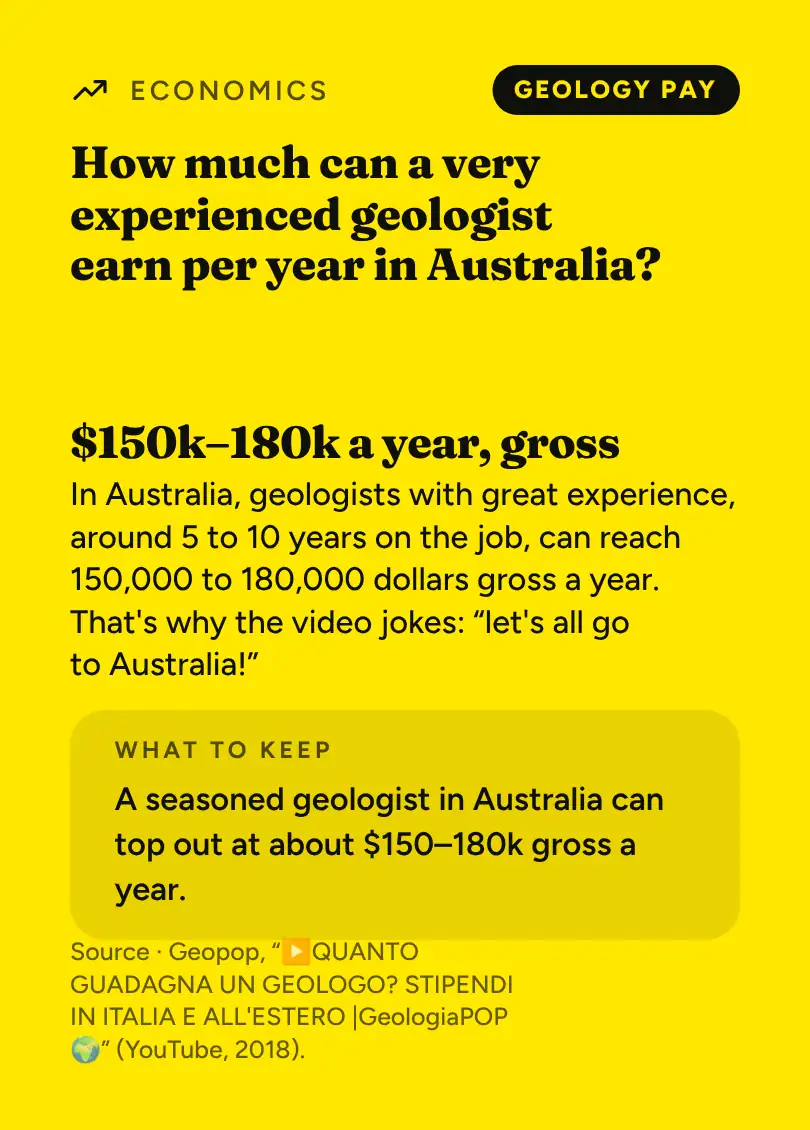 ECONOMICS
GEOLOGY PAY
How much can a very
experienced geologist
earn per year in Australia?
$150k–180k a year, gross
In Australia, geologists with great experience,
around 5 to 10 years on the job, can reach
150,000 to 180,000 dollars gross a year.
That's why the video jokes: “let's all go
to Australia!”
WHAT TO KEEP
A seasoned geologist in Australia can
top out at about $150–180k gross a
year.
Source · Geopop, “▶️QUANTO
GUADAGNA UN GEOLOGO? STIPENDI
IN ITALIA E ALL'ESTERO |GeologiaPOP
🌍” (YouTube, 2018).